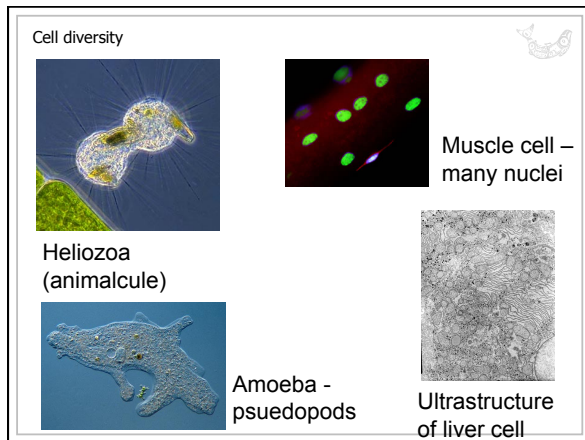 Cell diversity
Muscle cell –
many nuclei
Heliozoa
(animalcule)
Amoeba -
psuedopods
Ultrastructure
of liver cell